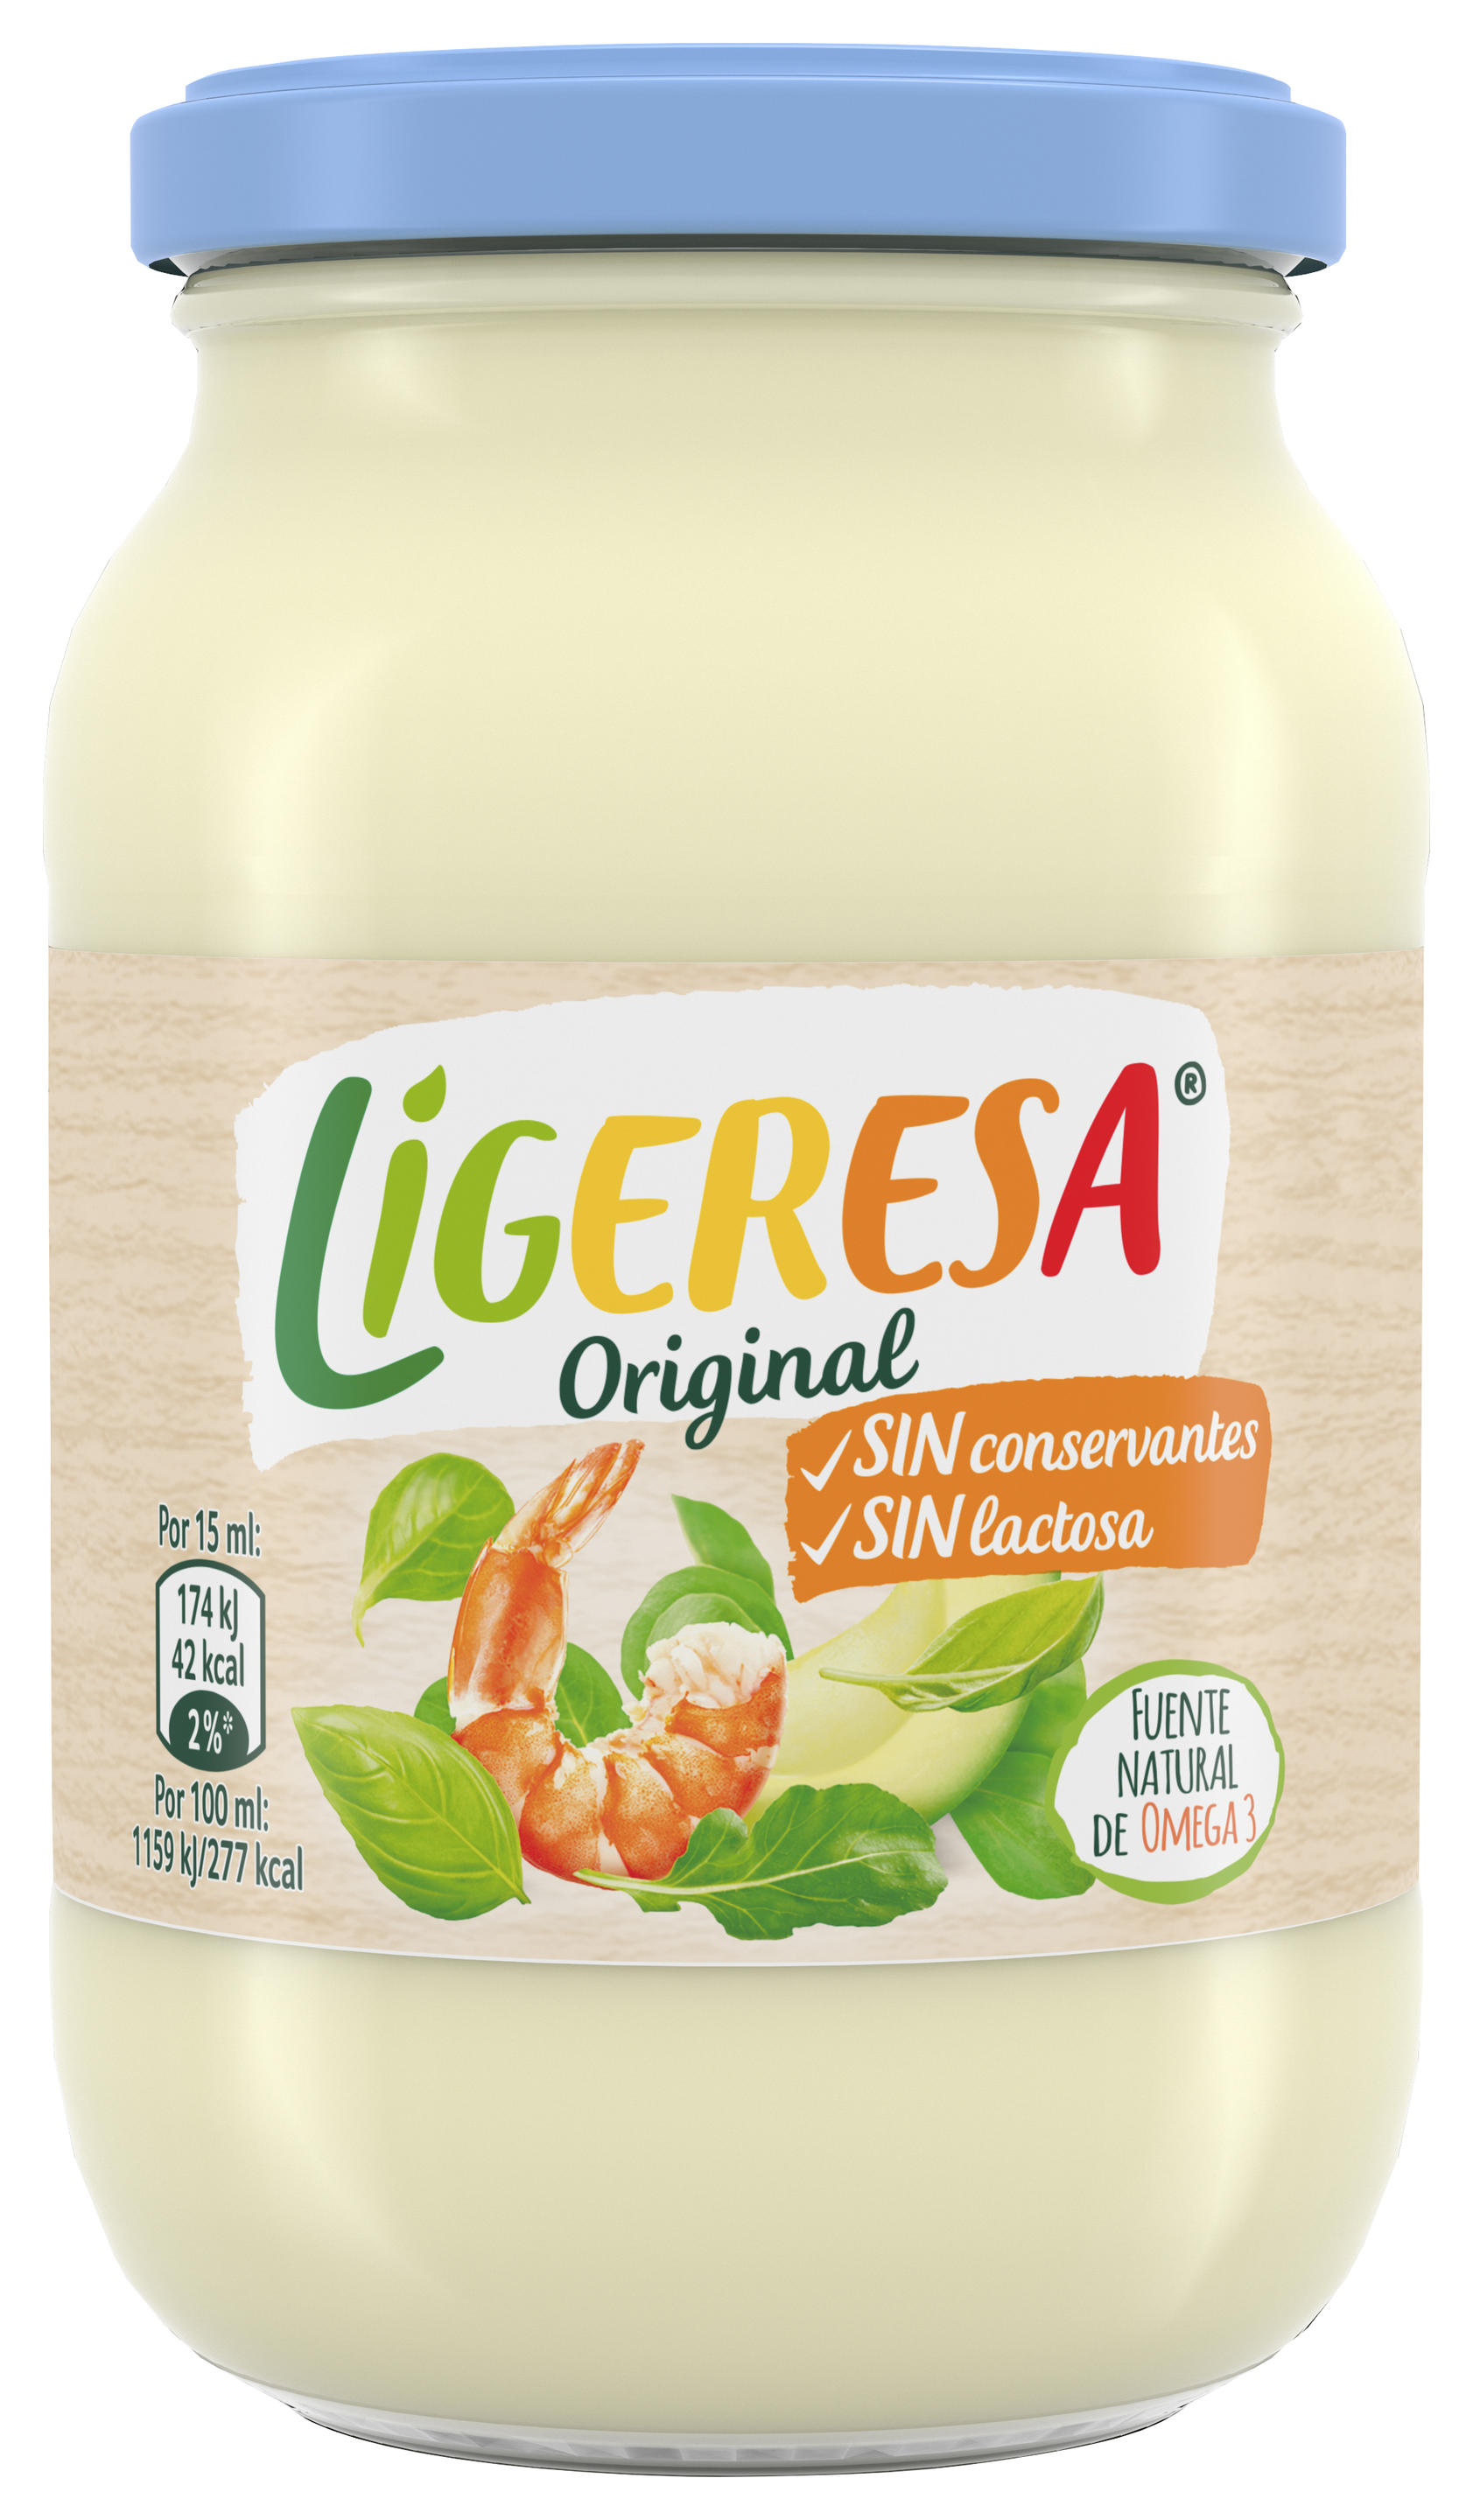 LIGERESA®
Original
✓ SIN conservantes
✓ SIN lactosa
Por 15 ml:
174 kJ
42 kcal
2%*
Por 100 ml:
1159 kJ/277 kcal
FUENTE
NATURAL
DE OMEGA 3